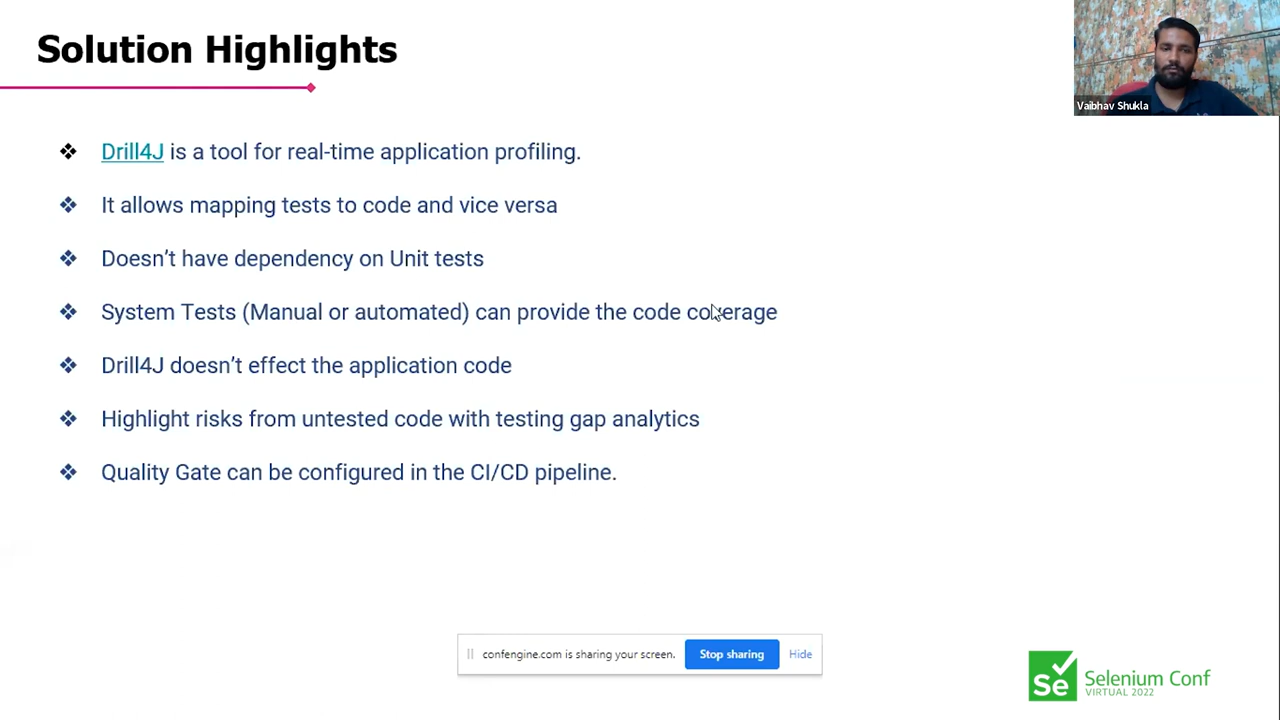 Solution Highlights
Vaibhav Shukla
❖ Drill4J is a tool for real-time application profiling.
❖ It allows mapping tests to code and vice versa
❖ Doesn’t have dependency on Unit tests
❖ System Tests (Manual or automated) can provide the code coverage
❖ Drill4J doesn’t effect the application code
❖ Highlight risks from untested code with testing gap analytics
❖ Quality Gate can be configured in the CI/CD pipeline.
confengine.com is sharing your screen. Stop sharing Hide
Se Selenium Conf
VIRTUAL 2022